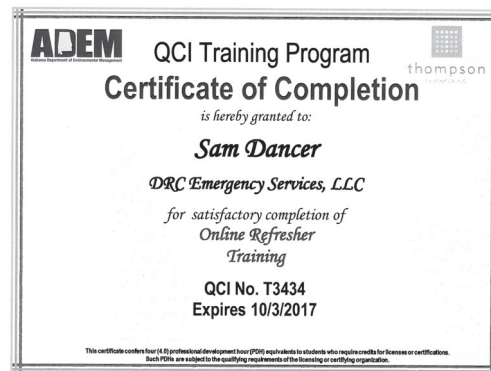 ADEM
Alabama Department of Environmental Management
thompson
ENGINEERING
QCI Training Program
Certificate of Completion
is hereby granted to:
Sam Dancer
DRC Emergency Services, LLC
for satisfactory completion of
Online Refresher
Training
QCI No. T3434
Expires 10/3/2017
This certificate confers four (4.0) professional development hour (PDH) equivalents to students who require credits for licenses or certifications.
Such PDHs are subject to the qualifying requirements of the licensing or certifying organization.